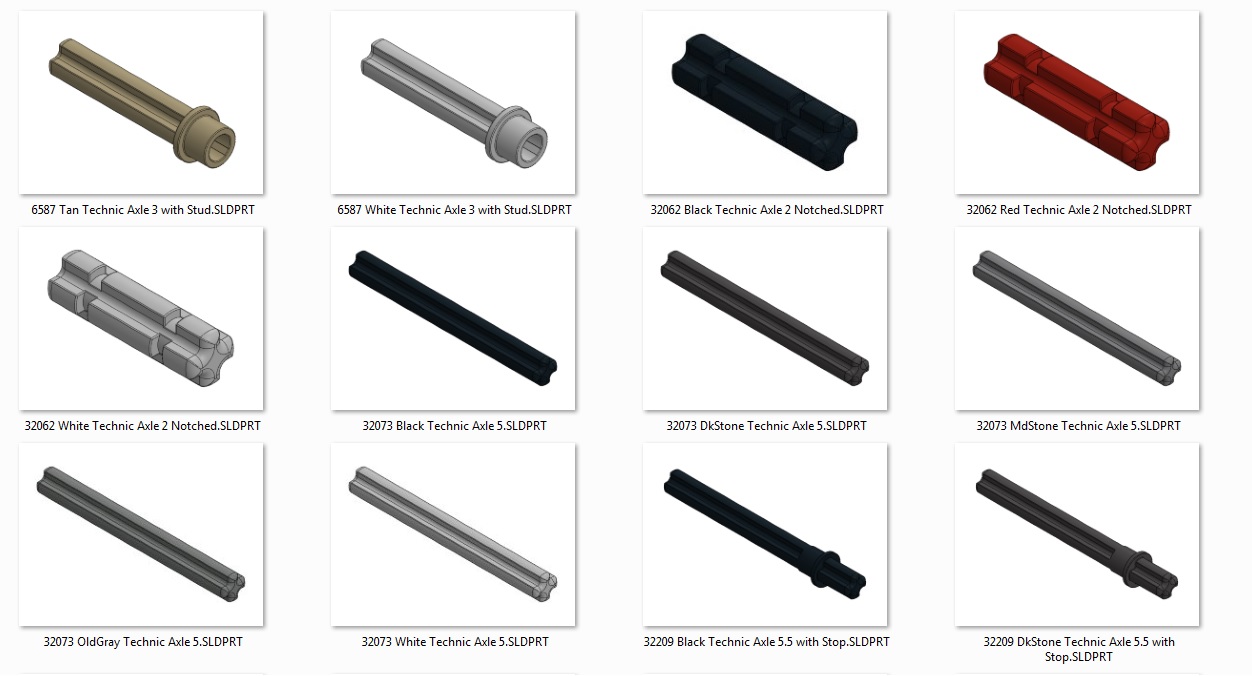 6587 Tan Technic Axle 3 with Stud.SLDPRT
6587 White Technic Axle 3 with Stud.SLDPRT
32062 Black Technic Axle 2 Notched.SLDPRT
32062 Red Technic Axle 2 Notched.SLDPRT
32062 White Technic Axle 2 Notched.SLDPRT
32073 Black Technic Axle 5.SLDPRT
32073 DkStone Technic Axle 5.SLDPRT
32073 MdStone Technic Axle 5.SLDPRT
32073 OldGray Technic Axle 5.SLDPRT
32073 White Technic Axle 5.SLDPRT
32209 Black Technic Axle 5.5 with Stop.SLDPRT
32209 DkStone Technic Axle 5.5 with
Stop.SLDPRT